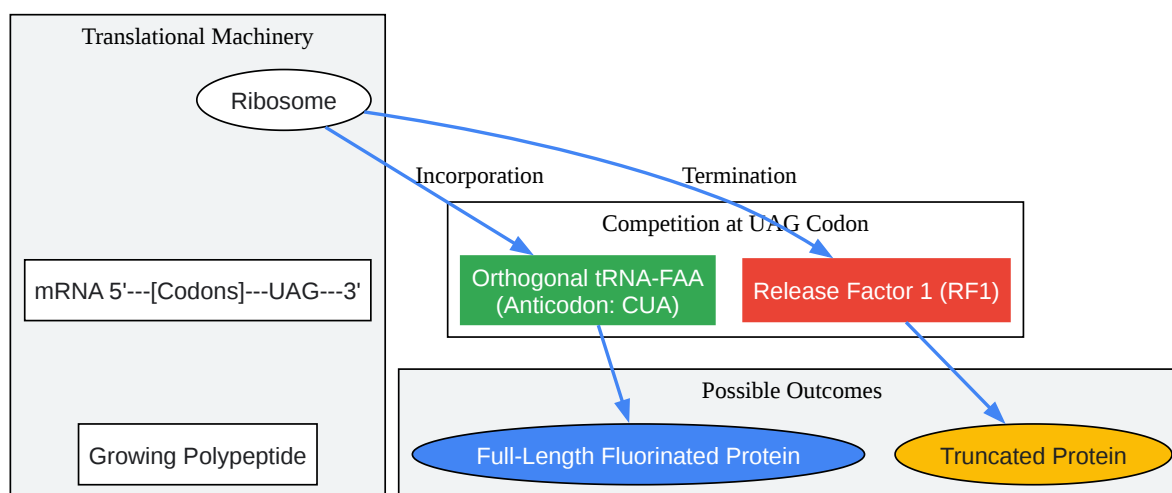 Translational Machinery
Ribosome
Incorporation
Termination
Competition at UAG Codon
Orthogonal tRNA-FAA
(Anticodon: CUA)
Release Factor 1 (RF1)
mRNA 5'---[Codons]---UAG---3'
Possible Outcomes
Growing Polypeptide
Full-Length Fluorinated Protein
Truncated Protein